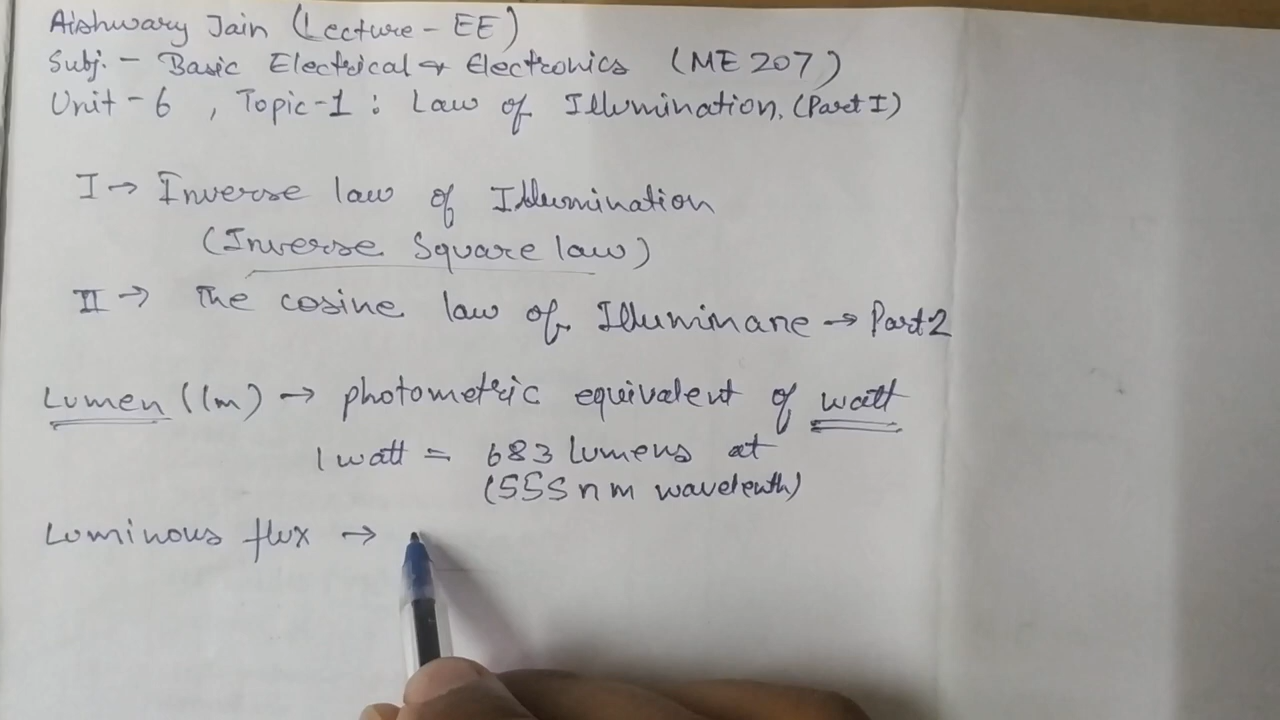 Aishwary Jain (Lecture - EE)
Subj. - Basic Electrical & Electronics (ME 207)
Unit - 6 , Topic-1 : Law of Illumination. (Part I)
I → Inverse law of Illumination
(Inverse Square law)
II → The cosine law of Illuminane → Part 2
Lumen (lm) → photometric equivalent of watt
1 watt = 683 lumens at
(555 nm wavelenth)
Luminous flux →